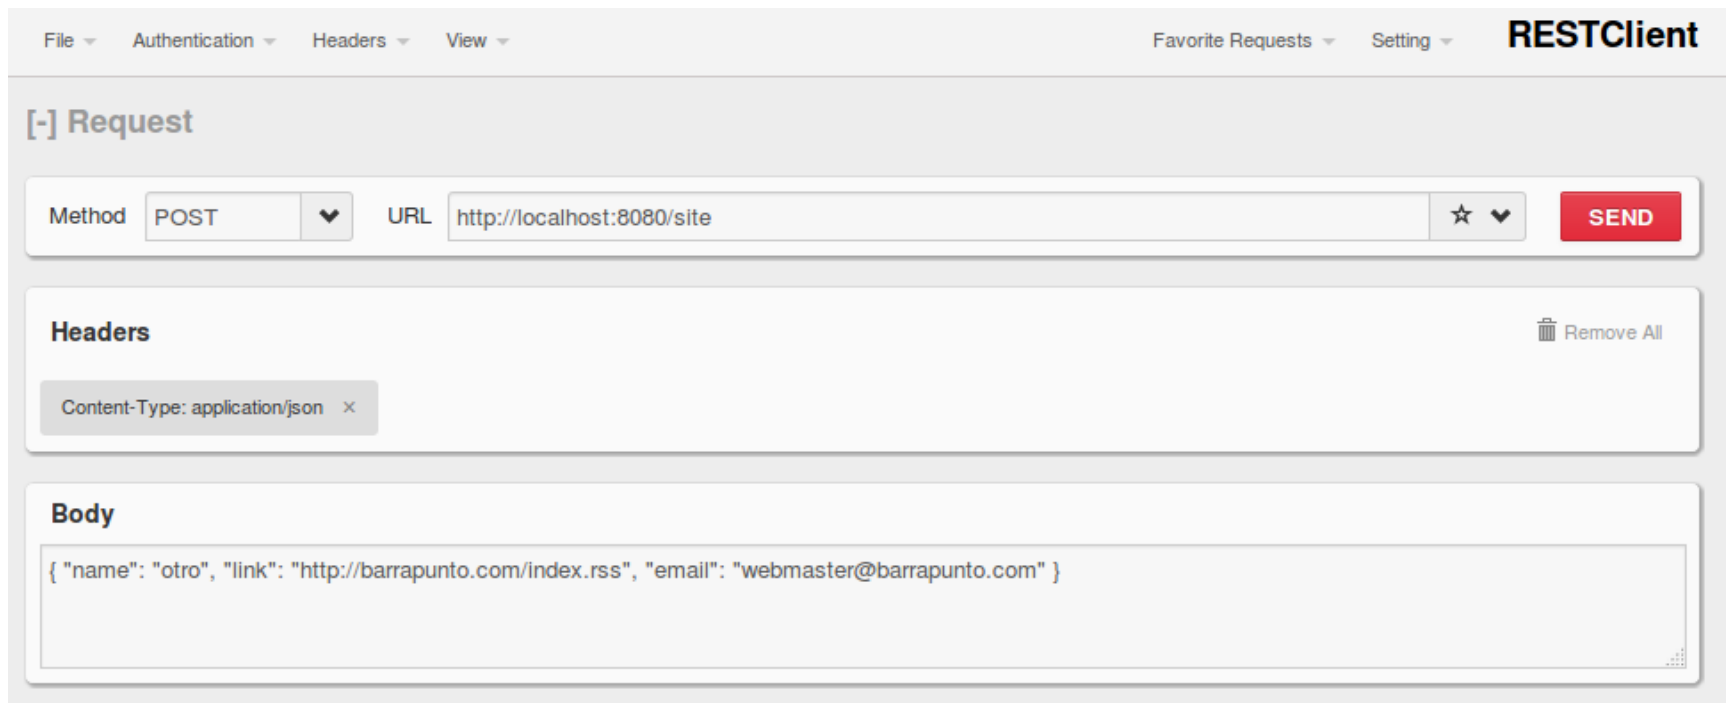 File Authentication Headers View Favorite Requests Setting RESTClient
[-] Request
Method POST URL http://localhost:8080/site SEND
Headers Remove All
Content-Type: application/json ×
Body
{ "name": "otro", "link": "http://barrapunto.com/index.rss", "email": "webmaster@barrapunto.com" }